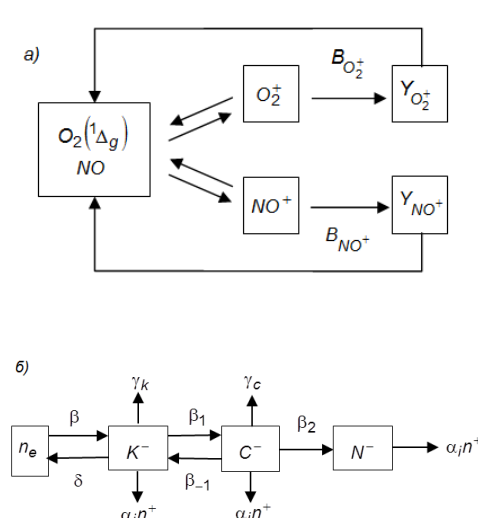 а)
B_{O_2^+}
O_2^+
Y_{O_2^+}
O_2(^1Δ_g)
NO
NO^+
Y_{NO^+}
B_{NO^+}
б)
γ_k
γ_c
β
β_1
β_2
n_e
K^-
C^-
N^-
α_i n^+
δ
β_{-1}
α_i n^+
α_i n^+